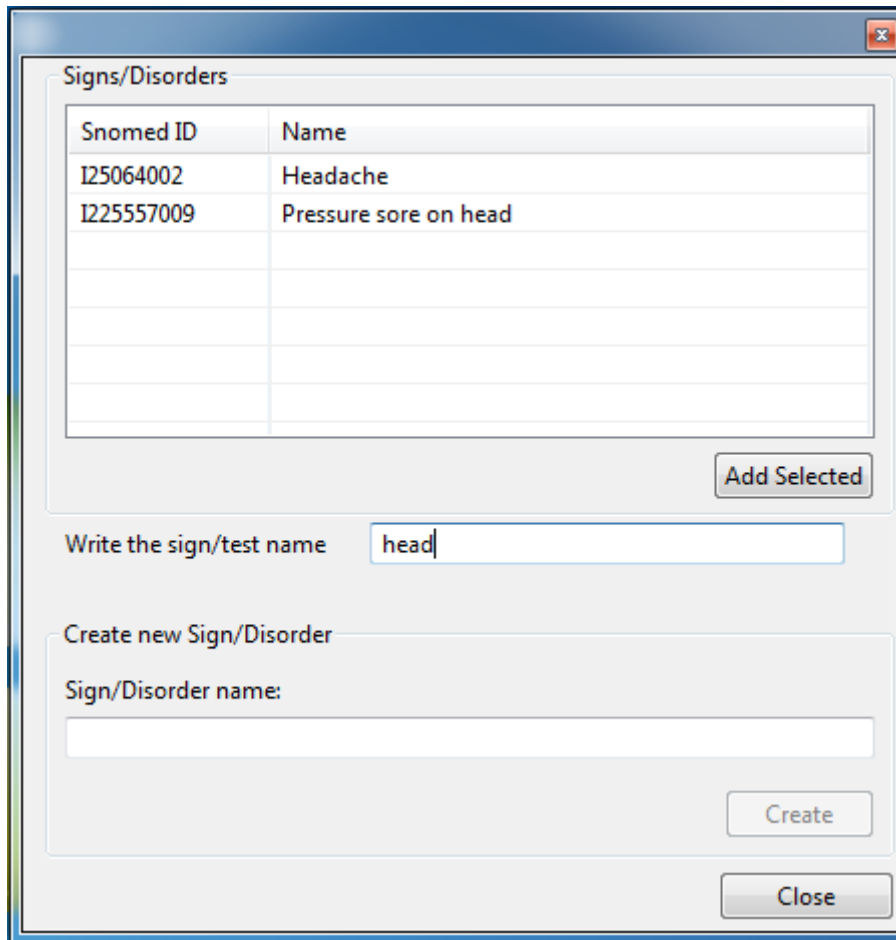 Signs/Disorders
Snomed ID Name
I25064002 Headache
I225557009 Pressure sore on head
Add Selected
Write the sign/test name head
Create new Sign/Disorder
Sign/Disorder name:
Create
Close